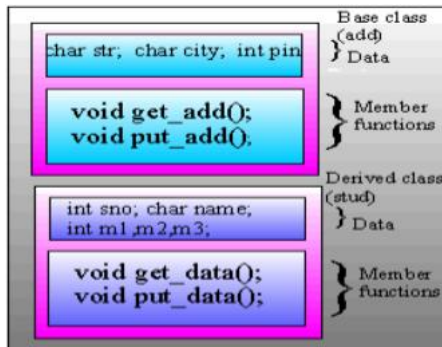 Base class
(add)
char str; char city; int pin
} Data
void get_add();
void put_add();
} Member
functions
Derived class
(stud)
int sno; char name;
int m1,m2,m3;
} Data
void get_data();
void put_data();
} Member
functions